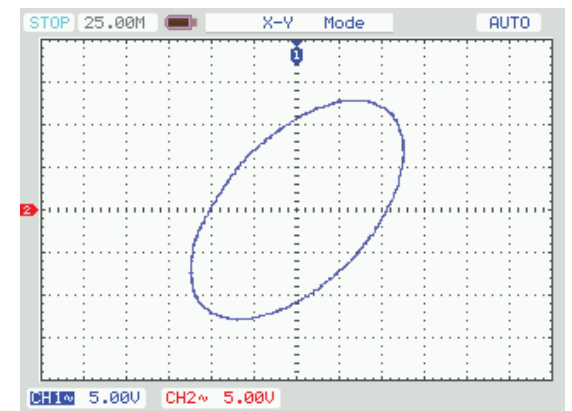 STOP 25.00M X-Y Mode AUTO
1
2
CH1~ 5.00V CH2~ 5.00V